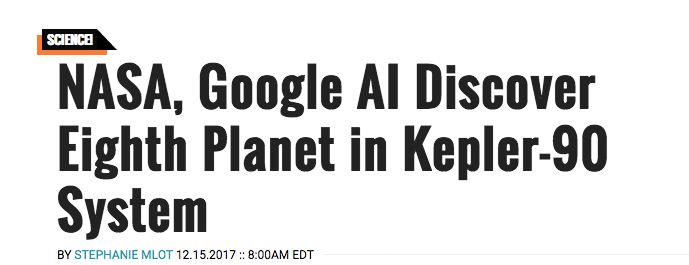 SCIENCE!
NASA, Google AI Discover
Eighth Planet in Kepler-90
System
BY STEPHANIE MLOT 12.15.2017 :: 8:00AM EDT